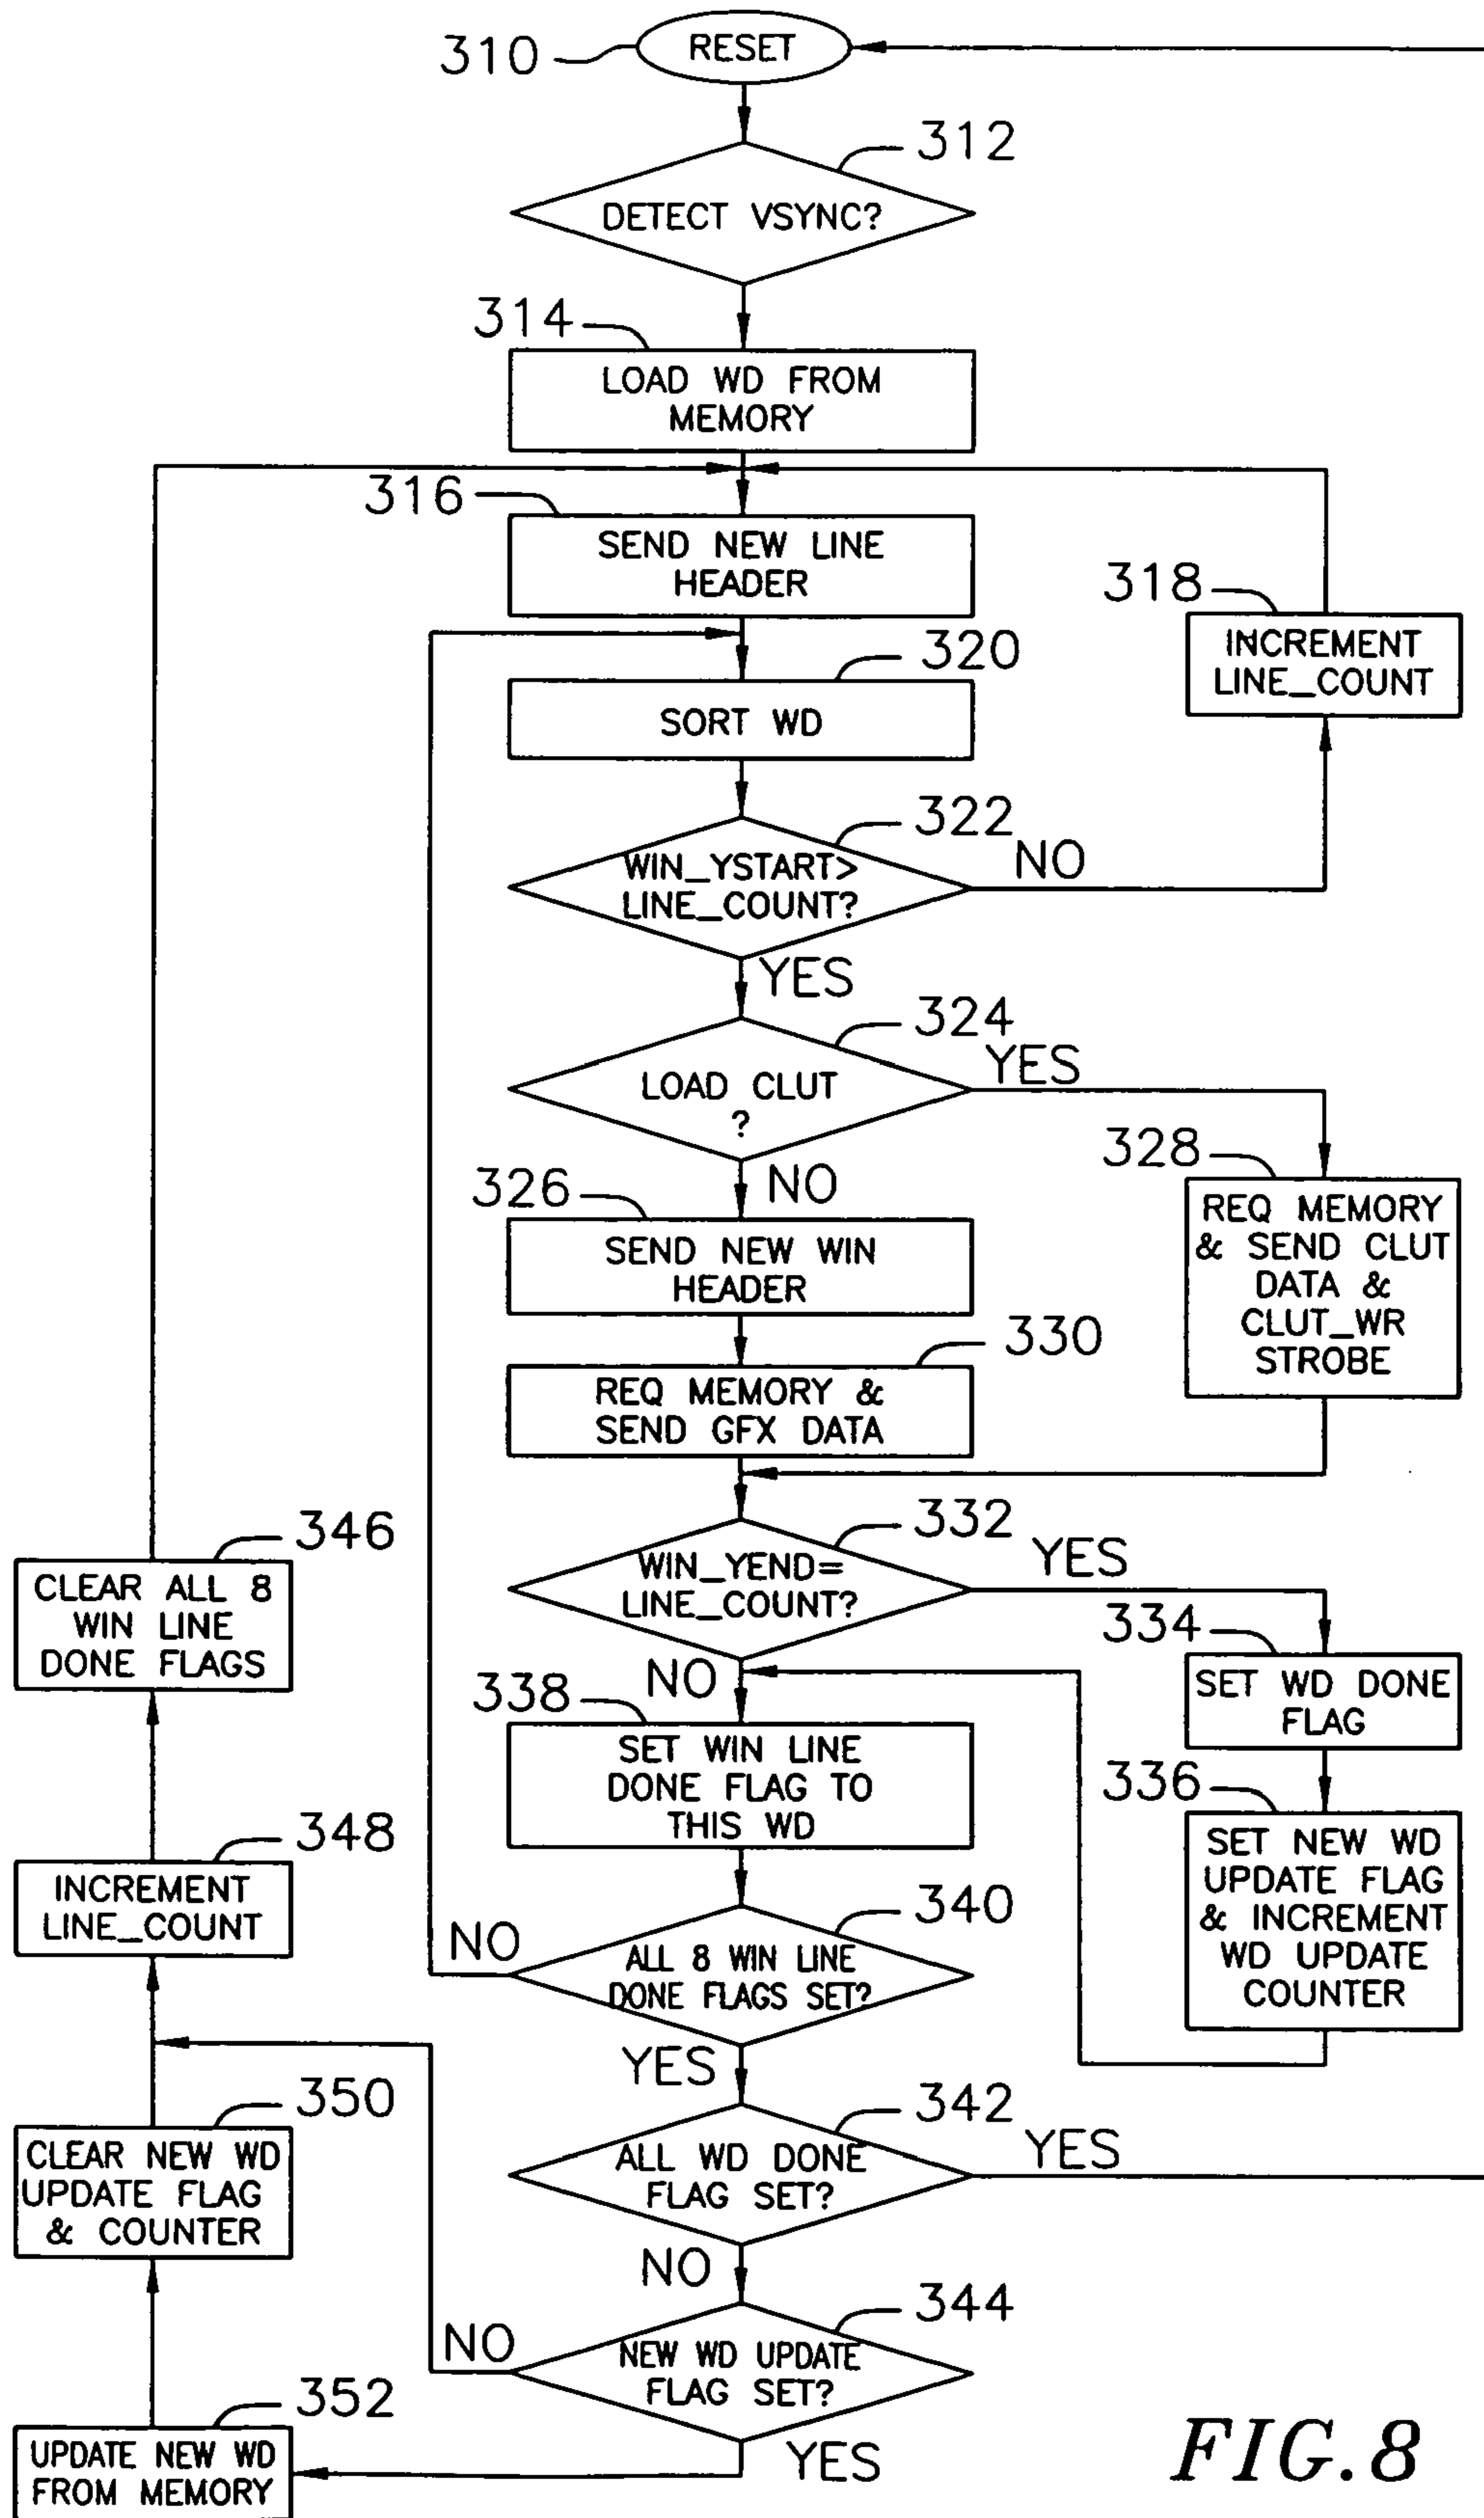 310
RESET
312
DETECT VSYNC?
314
LOAD WD FROM
MEMORY
316
SEND NEW LINE
HEADER
318
INCREMENT
LINE_COUNT
320
SORT WD
322
WIN_YSTART>
LINE_COUNT?
NO
YES
324
LOAD CLUT
?
YES
NO
326
SEND NEW WIN
HEADER
328
REQ MEMORY
& SEND CLUT
DATA &
CLUT_WR
STROBE
330
REQ MEMORY &
SEND GFX DATA
332
WIN_YEND=
LINE_COUNT?
YES
NO
334
SET WD DONE
FLAG
336
SET NEW WD
UPDATE FLAG
& INCREMENT
WD UPDATE
COUNTER
338
SET WIN LINE
DONE FLAG TO
THIS WD
340
ALL 8 WIN LINE
DONE FLAGS SET?
NO
YES
342
ALL WD DONE
FLAG SET?
YES
NO
344
NEW WD UPDATE
FLAG SET?
NO
YES
346
CLEAR ALL 8
WIN LINE
DONE FLAGS
348
INCREMENT
LINE_COUNT
350
CLEAR NEW WD
UPDATE FLAG
& COUNTER
352
UPDATE NEW WD
FROM MEMORY
FIG. 8